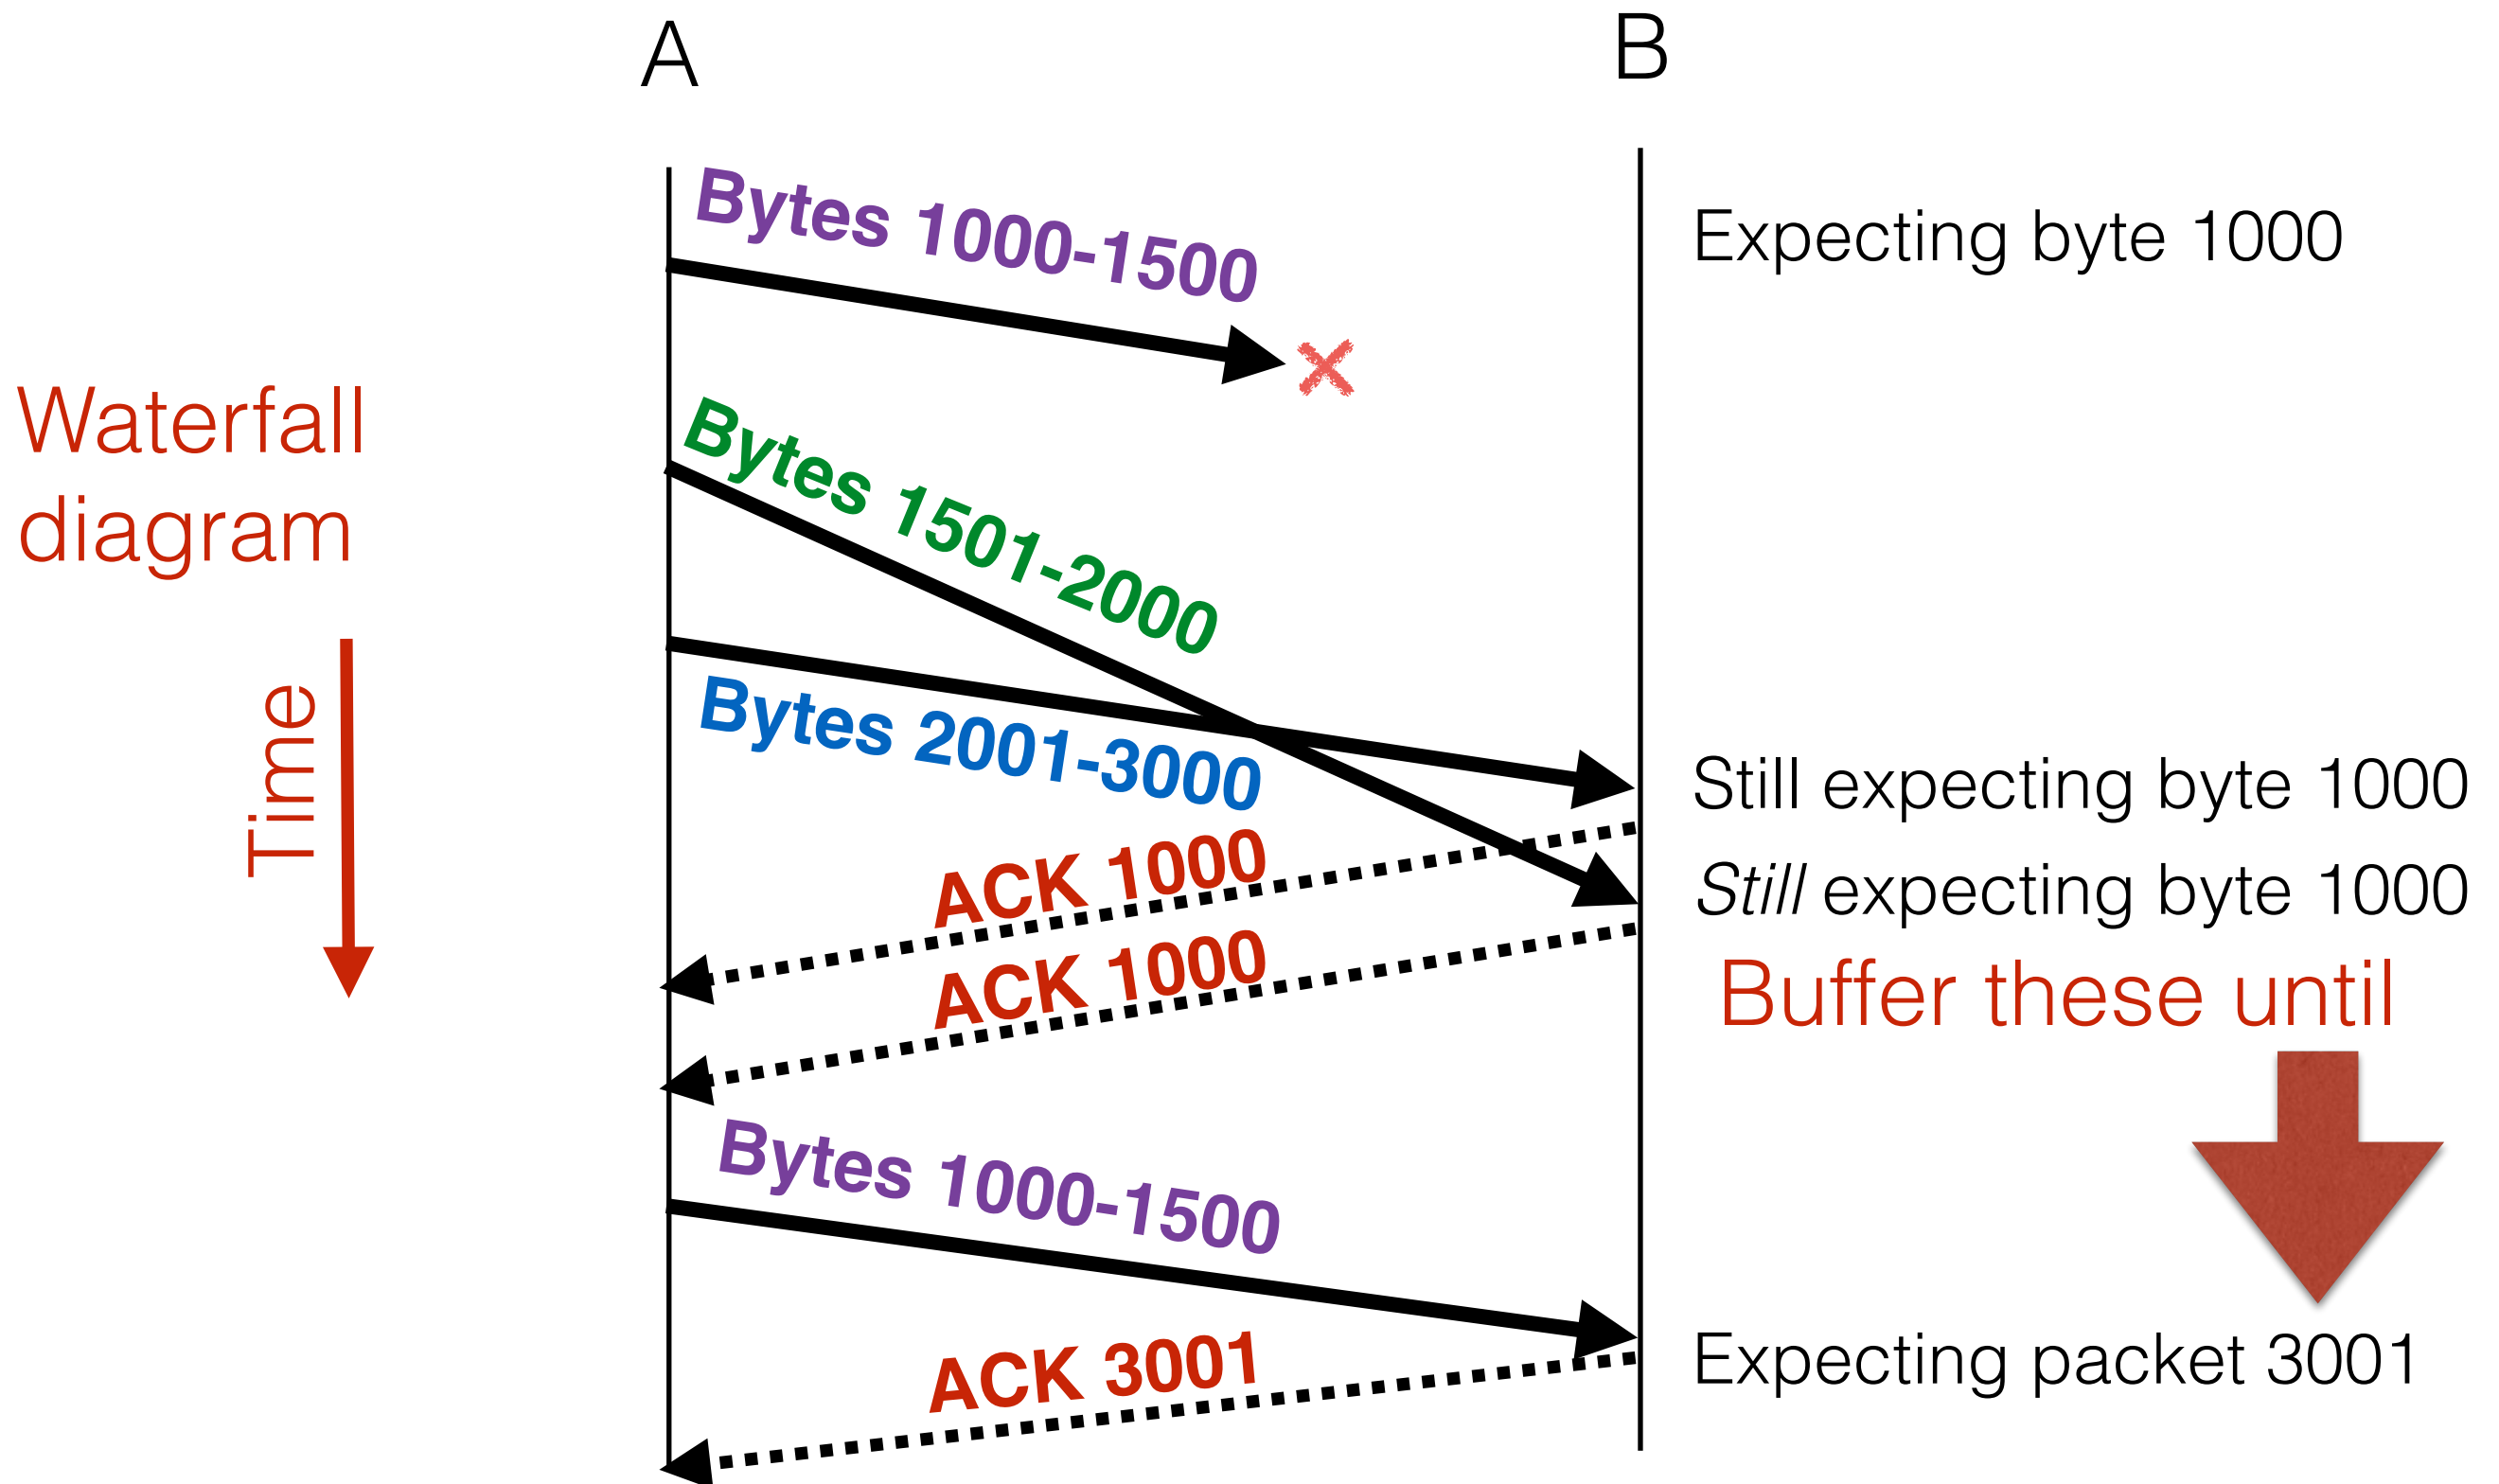 A
B
Bytes 1000-1500
Expecting byte 1000
Waterfall
diagram
Bytes 1501-2000
Time
Bytes 2001-3000
Still expecting byte 1000
ACK 1000
Still expecting byte 1000
ACK 1000
Buffer these until
Bytes 1000-1500
ACK 3001
Expecting packet 3001